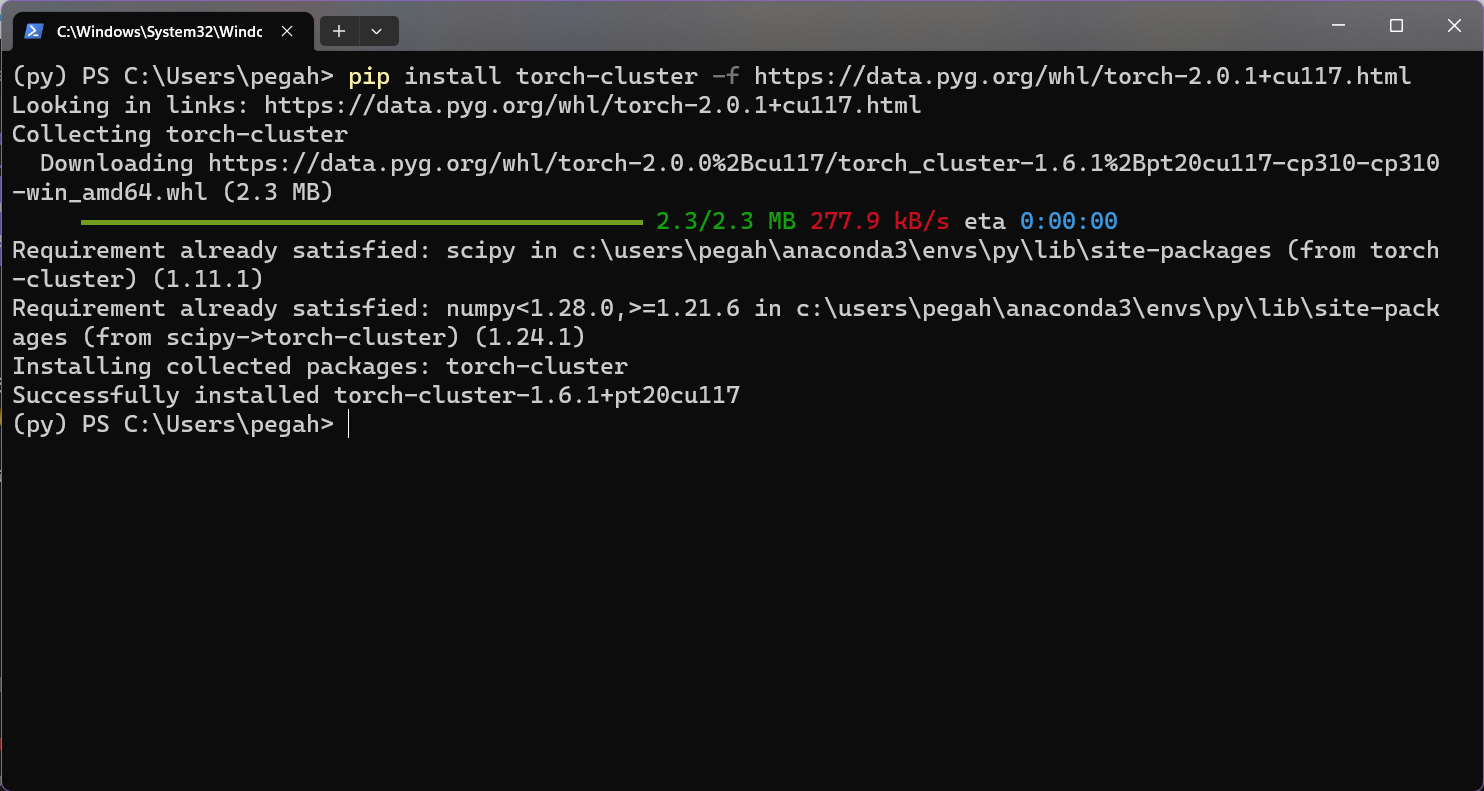 C:\Windows\System32\Windc
(py) PS C:\Users\pegah> pip install torch-cluster -f https://data.pyg.org/whl/torch-2.0.1+cu117.html
Looking in links: https://data.pyg.org/whl/torch-2.0.1+cu117.html
Collecting torch-cluster
  Downloading https://data.pyg.org/whl/torch-2.0.0%2Bcu117/torch_cluster-1.6.1%2Bpt20cu117-cp310-cp310
-win_amd64.whl (2.3 MB)
2.3/2.3 MB 277.9 kB/s eta 0:00:00
Requirement already satisfied: scipy in c:\users\pegah\anaconda3\envs\py\lib\site-packages (from torch
-cluster) (1.11.1)
Requirement already satisfied: numpy<1.28.0,>=1.21.6 in c:\users\pegah\anaconda3\envs\py\lib\site-pack
ages (from scipy->torch-cluster) (1.24.1)
Installing collected packages: torch-cluster
Successfully installed torch-cluster-1.6.1+pt20cu117
(py) PS C:\Users\pegah>